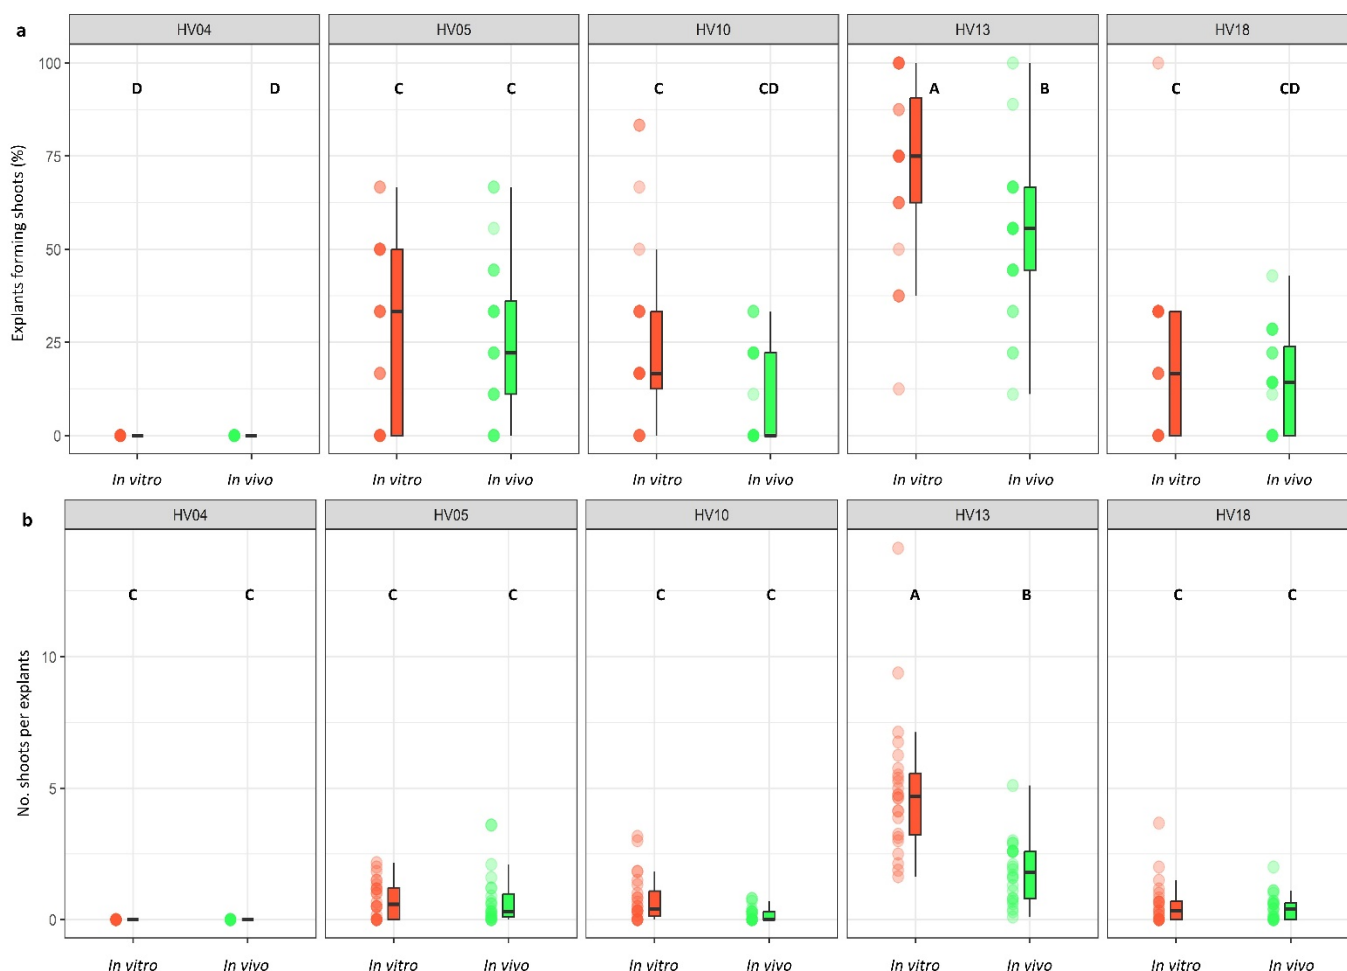 a
HV04 HV05 HV10 HV13 HV18
Explants forming shoots (%)
100
75
50
25
0
D D C C C CD A B C CD
In vitro In vivo In vitro In vivo In vitro In vivo In vitro In vivo In vitro In vivo
b
HV04 HV05 HV10 HV13 HV18
No. shoots per explants
10
5
0
C C C C C C A B C C
In vitro In vivo In vitro In vivo In vitro In vivo In vitro In vivo In vitro In vivo